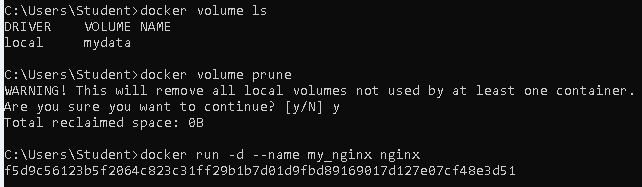 C:\Users\Student>docker volume ls
DRIVER    VOLUME NAME
local     mydata
C:\Users\Student>docker volume prune
WARNING! This will remove all local volumes not used by at least one container.
Are you sure you want to continue? [y/N] y
Total reclaimed space: 0B
C:\Users\Student>docker run -d --name my_nginx nginx
f5d9c56123b5f2064c823c31ff29b1b7d01d9fbd89169017d127e07cf48e3d51